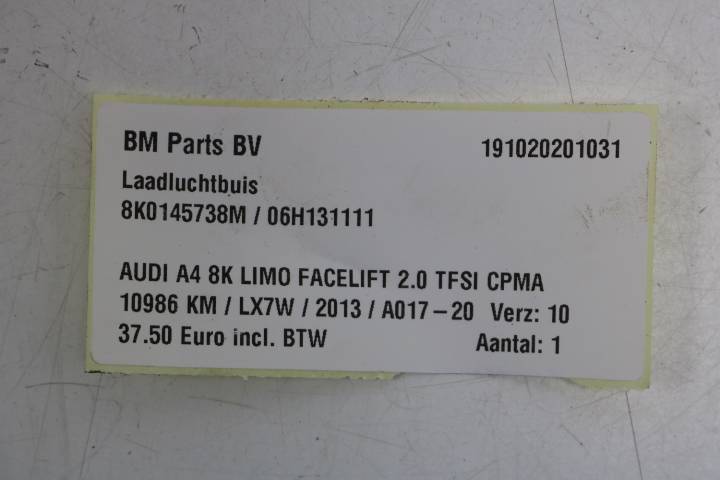 BM Parts BV 191020201031
Laadluchtbuis
8K0145738M / 06H131111
AUDI A4 8K LIMO FACELIFT 2.0 TFSI CPMA
10986 KM / LX7W / 2013 / A017-20 Verz: 10
37.50 Euro incl. BTW Aantal: 1